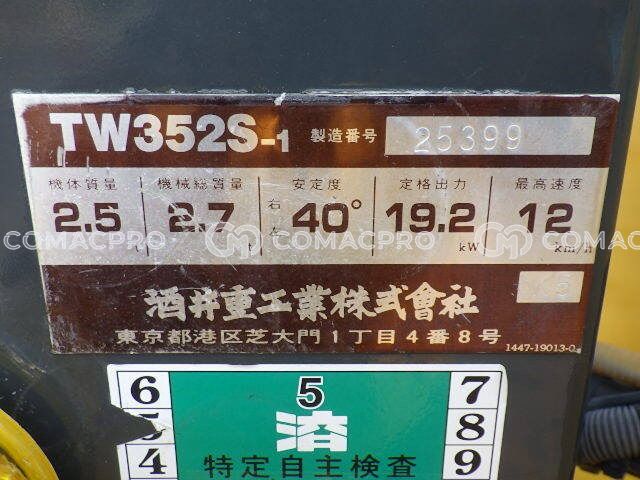 TW352S-1 製造番号 25399
機体質量 機械総質量 安定度 定格出力 最高速度
2.5 2.7 t 右 左 40° 19.2 kW 12 km/h
酒井重工業株式會社
東京都港区芝大門1丁目4番8号
1447-19013-0
COMACPRO COMACPRO COMACPRO
6 5 7
5 済 8
4 特定自主検査 9